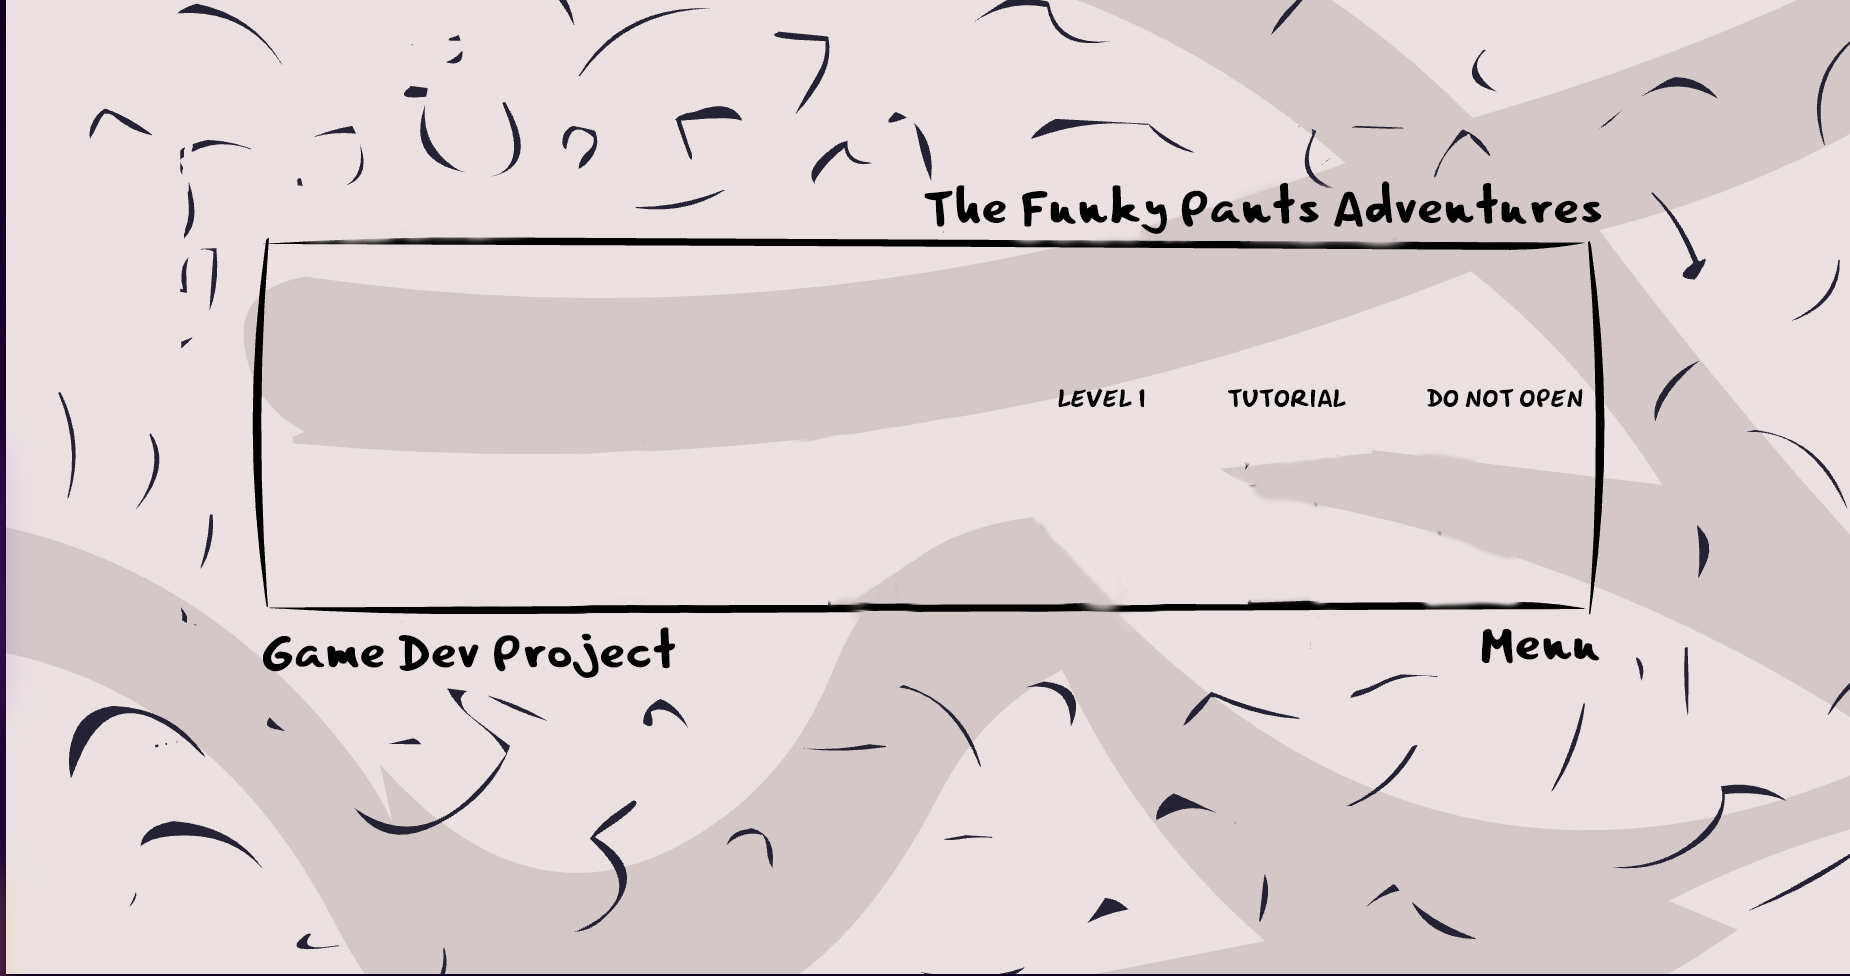 The Funky Pants Adventures
LEVEL 1 TUTORIAL DO NOT OPEN
Game Dev Project Menu